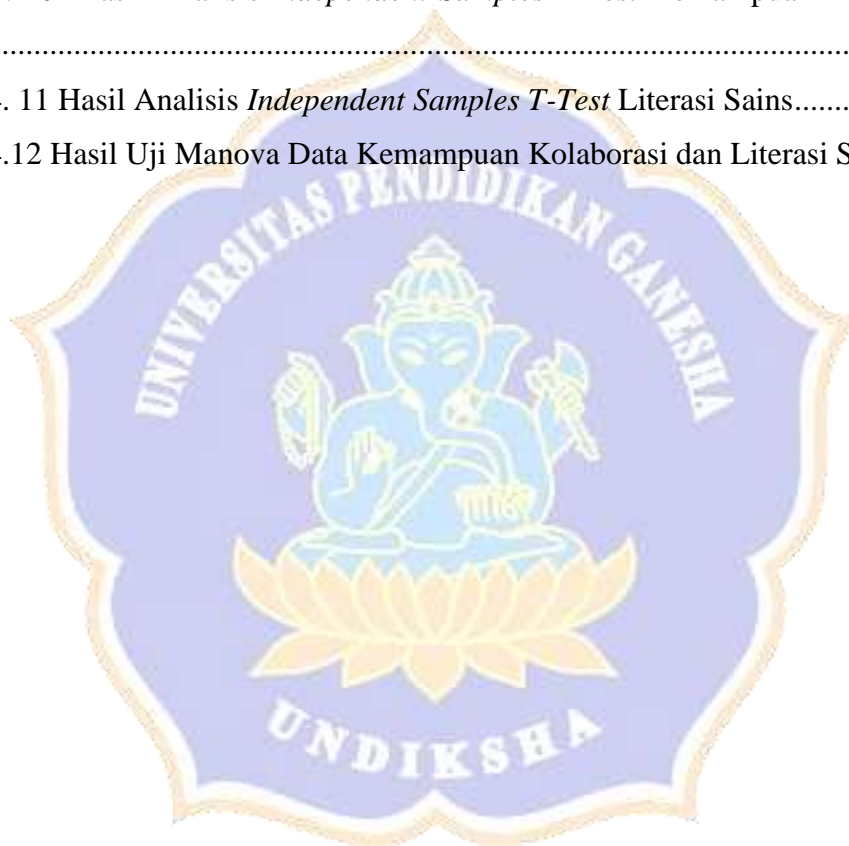 Samples
...............................................................................................
. 11 Hasil Analisis Independent Samples T-Test Literasi Sains.......
.12 Hasil Uji Manova Data Kemampuan Kolaborasi dan Literasi S
UNIVERSITAS PENDIDIKAN GANESHA
UNDIKSHA